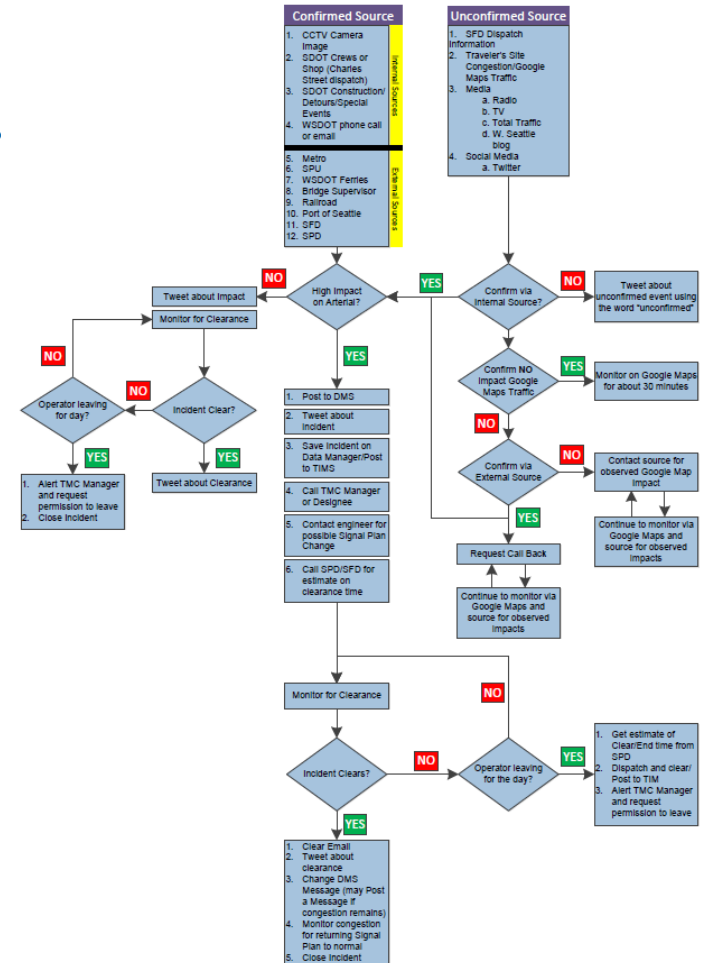 Confirmed Source
1. CCTV Camera
Image
2. SDOT Crews or
Shop (Charles
Street dispatch)
3. SDOT Construction/
Detours/Special
Events
4. WSDOT phone call
or email
Internal Sources
5. Metro
6. SPU
7. WSDOT Ferries
8. Bridge Supervisor
9. Railroad
10. Port of Seattle
11. SFD
12. SPD
External Sources
Unconfirmed Source
1. SFD Dispatch
Information
2. Traveler's Site
Congestion/Google
Maps Traffic
3. Media
a. Radio
b. TV
c. Total Traffic
d. W. Seattle
blog
4. Social Media
a. Twitter
High Impact
on Arterial?
NO
Tweet about Impact
Monitor for Clearance
Incident Clear?
NO
Operator leaving
for day?
NO
YES
1. Alert TMC Manager
and request
permission to leave
2. Close Incident
YES
Tweet about Clearance
YES
Confirm via
Internal Source?
NO
Tweet about
unconfirmed event using
the word "unconfirmed"
YES
Confirm NO
Impact Google
Maps Traffic
YES
Monitor on Google Maps
for about 30 minutes
NO
Confirm via
External Source
NO
Contact source for
observed Google Map
Impact
Continue to monitor via
Google Maps and
source for observed
impacts
YES
Request Call Back
Continue to monitor via
Google Maps and
source for observed
impacts
1. Post to DMS
2. Tweet about
Incident
3. Save Incident on
Data Manager/Post
to TIMS
4. Call TMC Manager
or Designee
5. Contact engineer for
possible Signal Plan
Change
6. Call SPD/SFD for
estimate on
clearance time
Monitor for Clearance
Incident Clears?
NO
Operator leaving
for the day?
NO
YES
1. Get estimate of
Clear/End time from
SPD
2. Dispatch and clear/
Post to TIM
3. Alert TMC Manager
and request
permission to leave
YES
1. Clear Email
2. Tweet about
clearance
3. Change DMS
Message (may Post
a Message if
congestion remains)
4. Monitor congestion
for returning Signal
Plan to normal
5. Close Incident